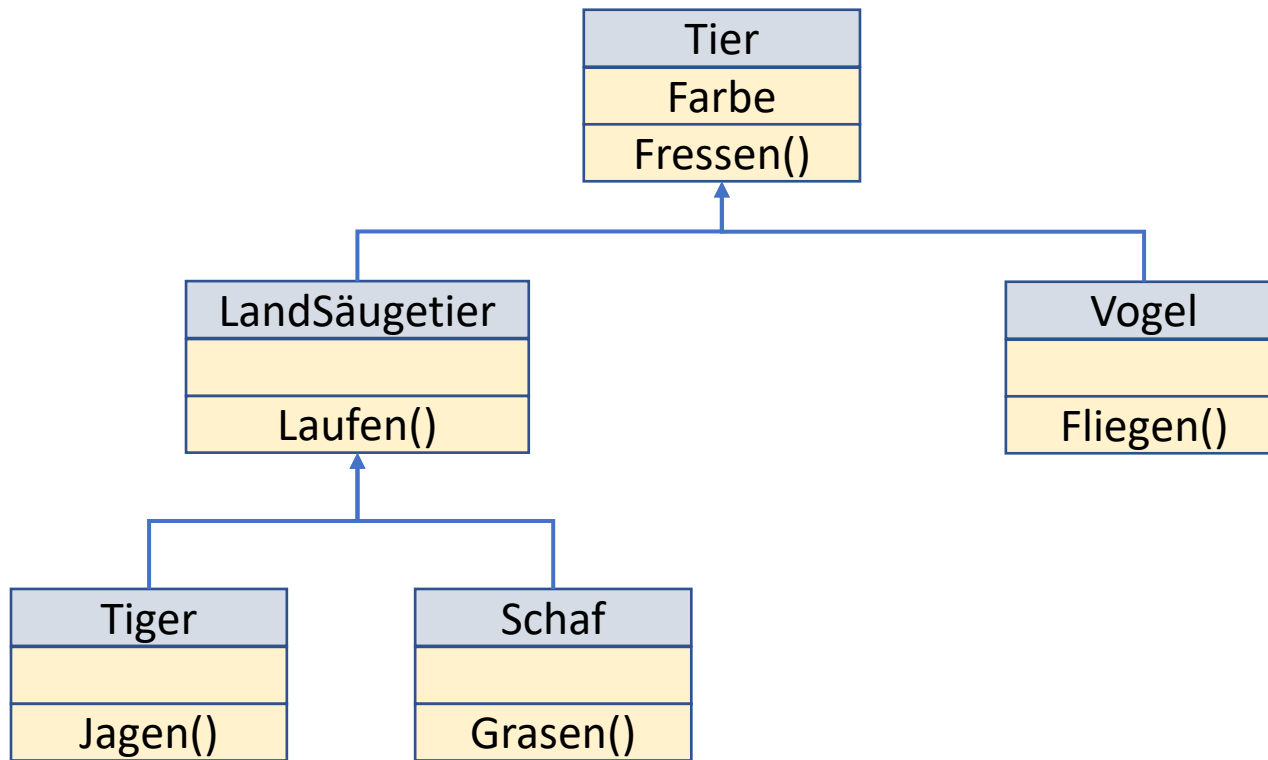 Tier
Farbe
Fressen()
LandSäugetier
Laufen()
Vogel
Fliegen()
Tiger
Jagen()
Schaf
Grasen()